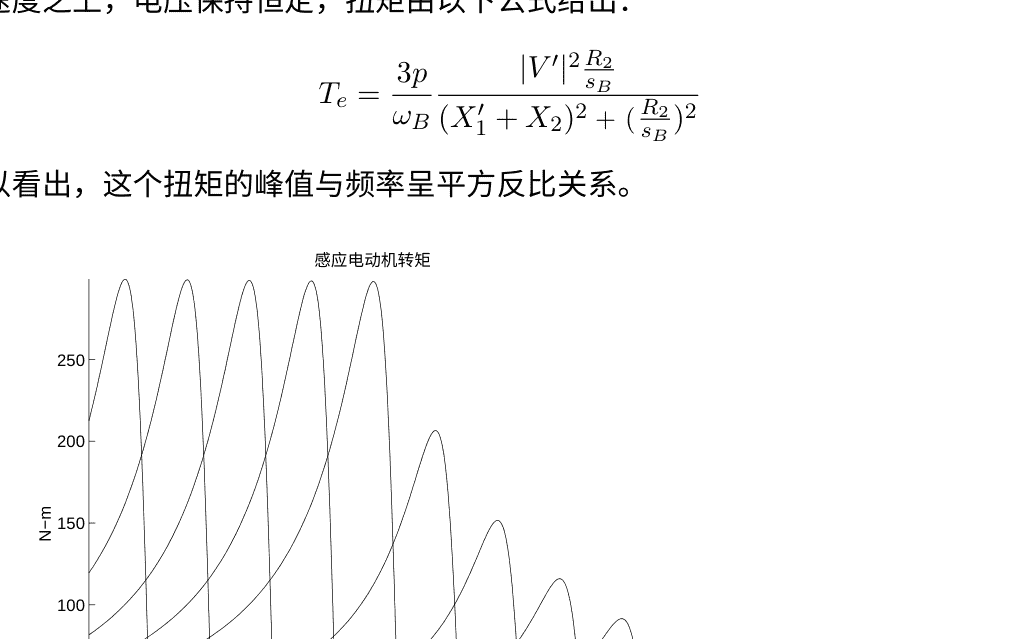 速度之上，电压保持恒定，扭矩由以下公式给出：
T_e = \frac{3p}{\omega_B} \frac{|V'|^2 \frac{R_2}{s_B}}{(X_1' + X_2)^2 + (\frac{R_2}{s_B})^2}
以看出，这个扭矩的峰值与频率呈平方反比关系。
感应电动机转矩
250
200
N−m
150
100